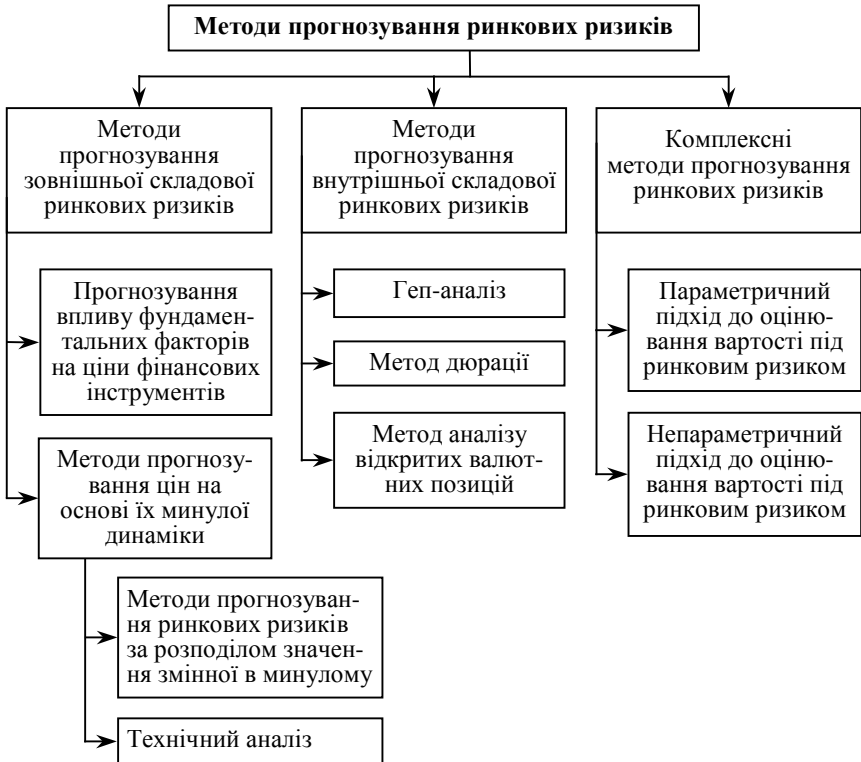 Методи прогнозування ринкових ризиків
Методи
прогнозування
зовнішньої складової
ринкових ризиків
Методи
прогнозування
внутрішньої складової
ринкових ризиків
Комплексні
методи прогнозування
ринкових ризиків
Прогнозування
впливу фундамен-
тальних факторів
на ціни фінансових
інструментів
Методи прогнозу-
вання цін на
основі їх минулої
динаміки
Методи прогнозуван-
ня ринкових ризиків
за розподілом значен-
ня змінної в минулому
Технічний аналіз
Геп-аналіз
Метод дюрації
Метод аналізу
відкритих валют-
них позицій
Параметричний
підхід до оціню-
вання вартості під
ринковим ризиком
Непараметричний
підхід до оціню-
вання вартості під
ринковим ризиком